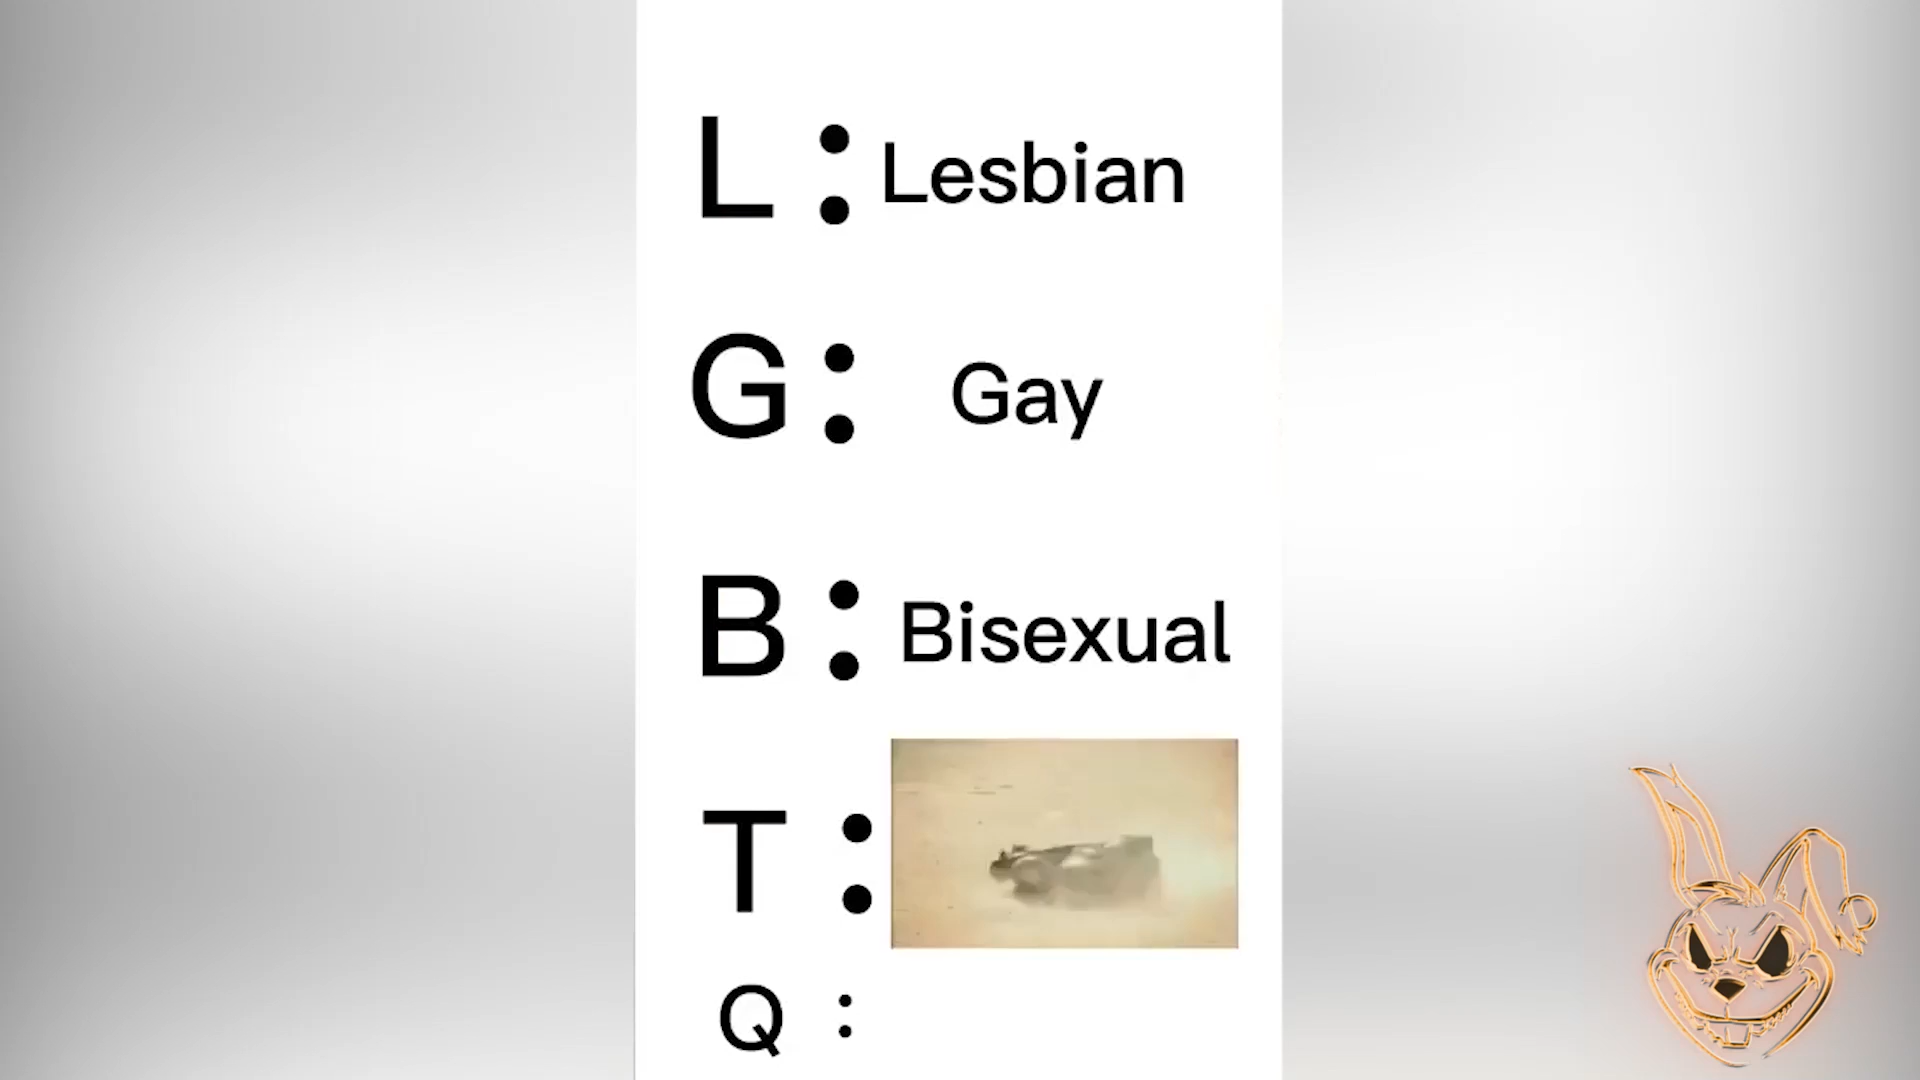 L : Lesbian
G : Gay
B : Bisexual
T :
Q :